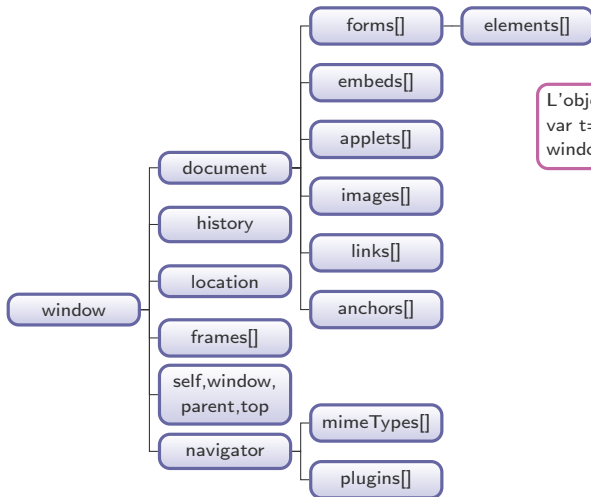 forms[]
elements[]
embeds[]
L'obj
var t=
windo
applets[]
document
images[]
history
links[]
location
anchors[]
window
frames[]
self,window,
parent,top
mimeTypes[]
navigator
plugins[]